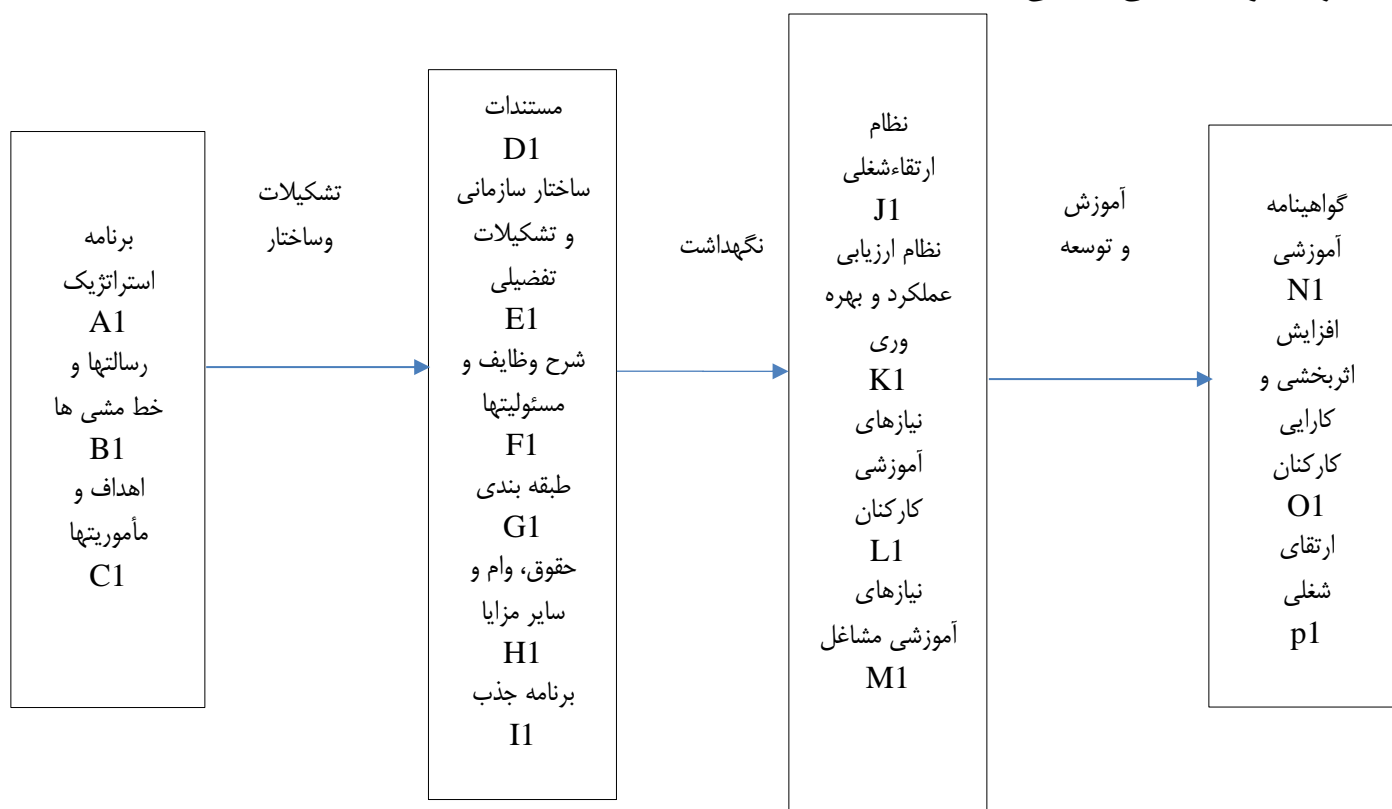 برنامه
استراتژیک
A1
رسالتها و
خط مشی ها
B1
اهداف و
مأموریتها
C1
تشکیلات
وساختار
مستندات
D1
ساختار سازمانی
و تشکیلات
تفضیلی
E1
شرح وظایف و
مسئولیتها
F1
طبقه بندی
G1
حقوق، وام و
سایر مزایا
H1
برنامه جذب
I1
نگهداشت
نظام
ارتقاءشغلی
J1
نظام ارزیابی
عملکرد و بهره
وری
K1
نیازهای
آموزشی
کارکنان
L1
نیازهای
آموزشی مشاغل
M1
آموزش
و توسعه
گواهینامه
آموزشی
N1
افزایش
اثربخشی و
کارایی
کارکنان
O1
ارتقای
شغلی
p1